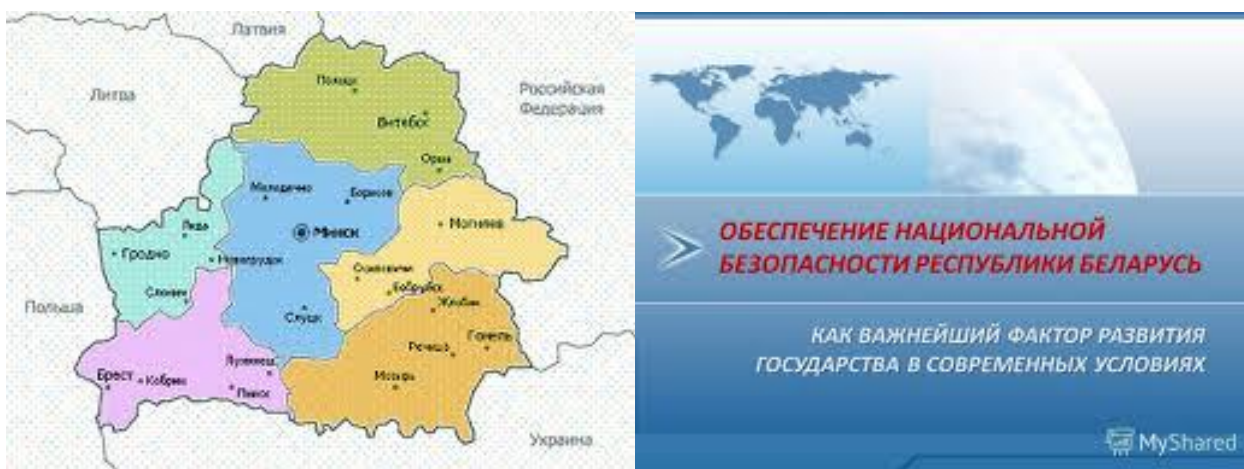 Латвия
Литва
Российская
Федерация
Полоцк
Витебск
Орша
Молодечно
Борисов
Минск
Могилев
Лида
Гродно
Новогрудок
Осиповичи
Бобруйск
Слоним
Жлобин
Польша
Слуцк
Гомель
Речица
Лунинец
Мозырь
Брест
Кобрин
Пинск
Украина
ОБЕСПЕЧЕНИЕ НАЦИОНАЛЬНОЙ
БЕЗОПАСНОСТИ РЕСПУБЛИКИ БЕЛАРУСЬ
КАК ВАЖНЕЙШИЙ ФАКТОР РАЗВИТИЯ
ГОСУДАРСТВА В СОВРЕМЕННЫХ УСЛОВИЯХ
MyShared